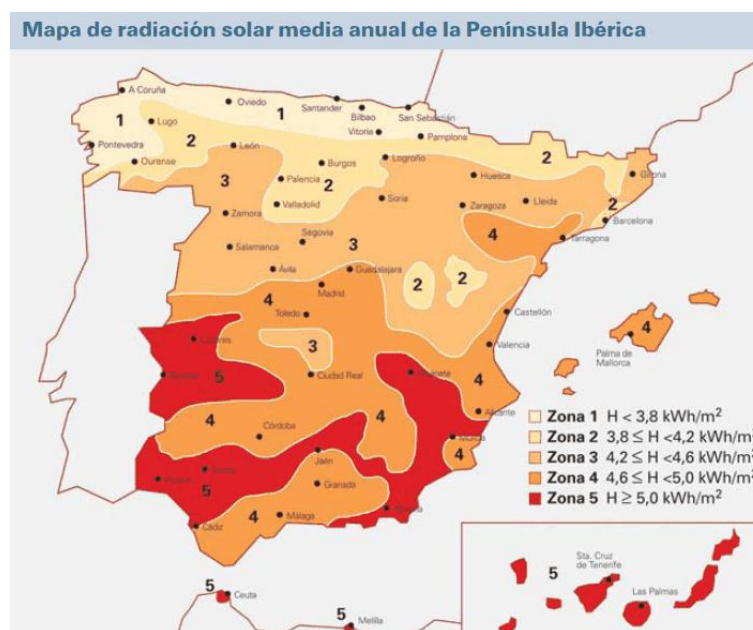 Mapa de radiación solar media anual de la Península Ibérica
A Coruña
Oviedo
Santander
Bilbao
San Sebastián
1
1
Lugo
Vitoria
Pamplona
2
Pontevedra
Ourense
León
Burgos
Logroño
2
Huesca
Girona
3
Palencia
2
Valladolid
Soria
Zaragoza
Lleida
2
Barcelona
Zamora
Segovia
4
Tarragona
Salamanca
3
Ávila
Guadalajara
2
2
4
Madrid
Toledo
Castellón
4
Palma de
Mallorca
Cáceres
3
Valencia
5
Ciudad Real
4
4
Córdoba
4
Alicante
Murcia
4
Jaén
5
Granada
4
Málaga
Cádiz
Zona 1 H < 3,8 kWh/m²
Zona 2 3,8 ≤ H <4,2 kWh/m²
Zona 3 4,2 ≤ H <4,6 kWh/m²
Zona 4 4,6 ≤ H <5,0 kWh/m²
Zona 5 H ≥ 5,0 kWh/m²
5
Ceuta
5
Melilla
5
Sta. Cruz
de Tenerife
Las Palmas